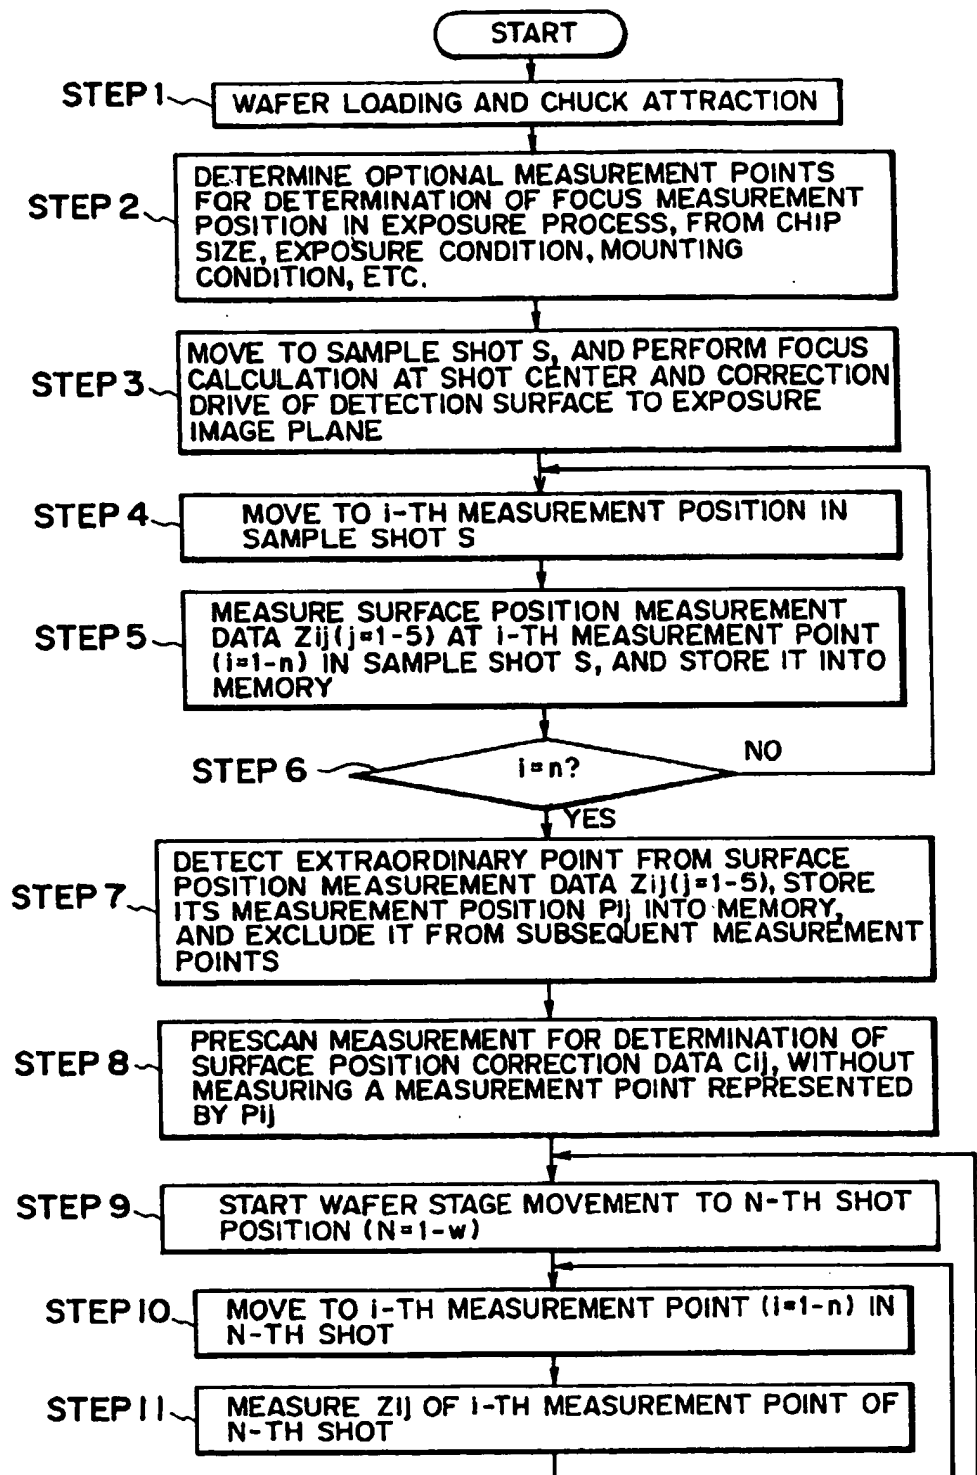 START
STEP 1
WAFER LOADING AND CHUCK ATTRACTION
STEP 2
DETERMINE OPTIONAL MEASUREMENT POINTS
FOR DETERMINATION OF FOCUS MEASUREMENT
POSITION IN EXPOSURE PROCESS, FROM CHIP
SIZE, EXPOSURE CONDITION, MOUNTING
CONDITION, ETC.
STEP 3
MOVE TO SAMPLE SHOT S, AND PERFORM FOCUS
CALCULATION AT SHOT CENTER AND CORRECTION
DRIVE OF DETECTION SURFACE TO EXPOSURE
IMAGE PLANE
STEP 4
MOVE TO i-TH MEASUREMENT POSITION IN
SAMPLE SHOT S
STEP 5
MEASURE SURFACE POSITION MEASUREMENT
DATA Zij(j=1-5) AT i-TH MEASUREMENT POINT
(i=1-n) IN SAMPLE SHOT S, AND STORE IT INTO
MEMORY
STEP 6
i=n?
NO
YES
STEP 7
DETECT EXTRAORDINARY POINT FROM SURFACE
POSITION MEASUREMENT DATA Zij(j=1-5), STORE
ITS MEASUREMENT POSITION Pij INTO MEMORY,
AND EXCLUDE IT FROM SUBSEQUENT MEASUREMENT
POINTS
STEP 8
PRESCAN MEASUREMENT FOR DETERMINATION OF
SURFACE POSITION CORRECTION DATA Cij, WITHOUT
MEASURING A MEASUREMENT POINT REPRESENTED
BY Pij
STEP 9
START WAFER STAGE MOVEMENT TO N-TH SHOT
POSITION (N=1-w)
STEP 10
MOVE TO i-TH MEASUREMENT POINT (i=1-n) IN
N-TH SHOT
STEP 11
MEASURE Zij OF i-TH MEASUREMENT POINT OF
N-TH SHOT